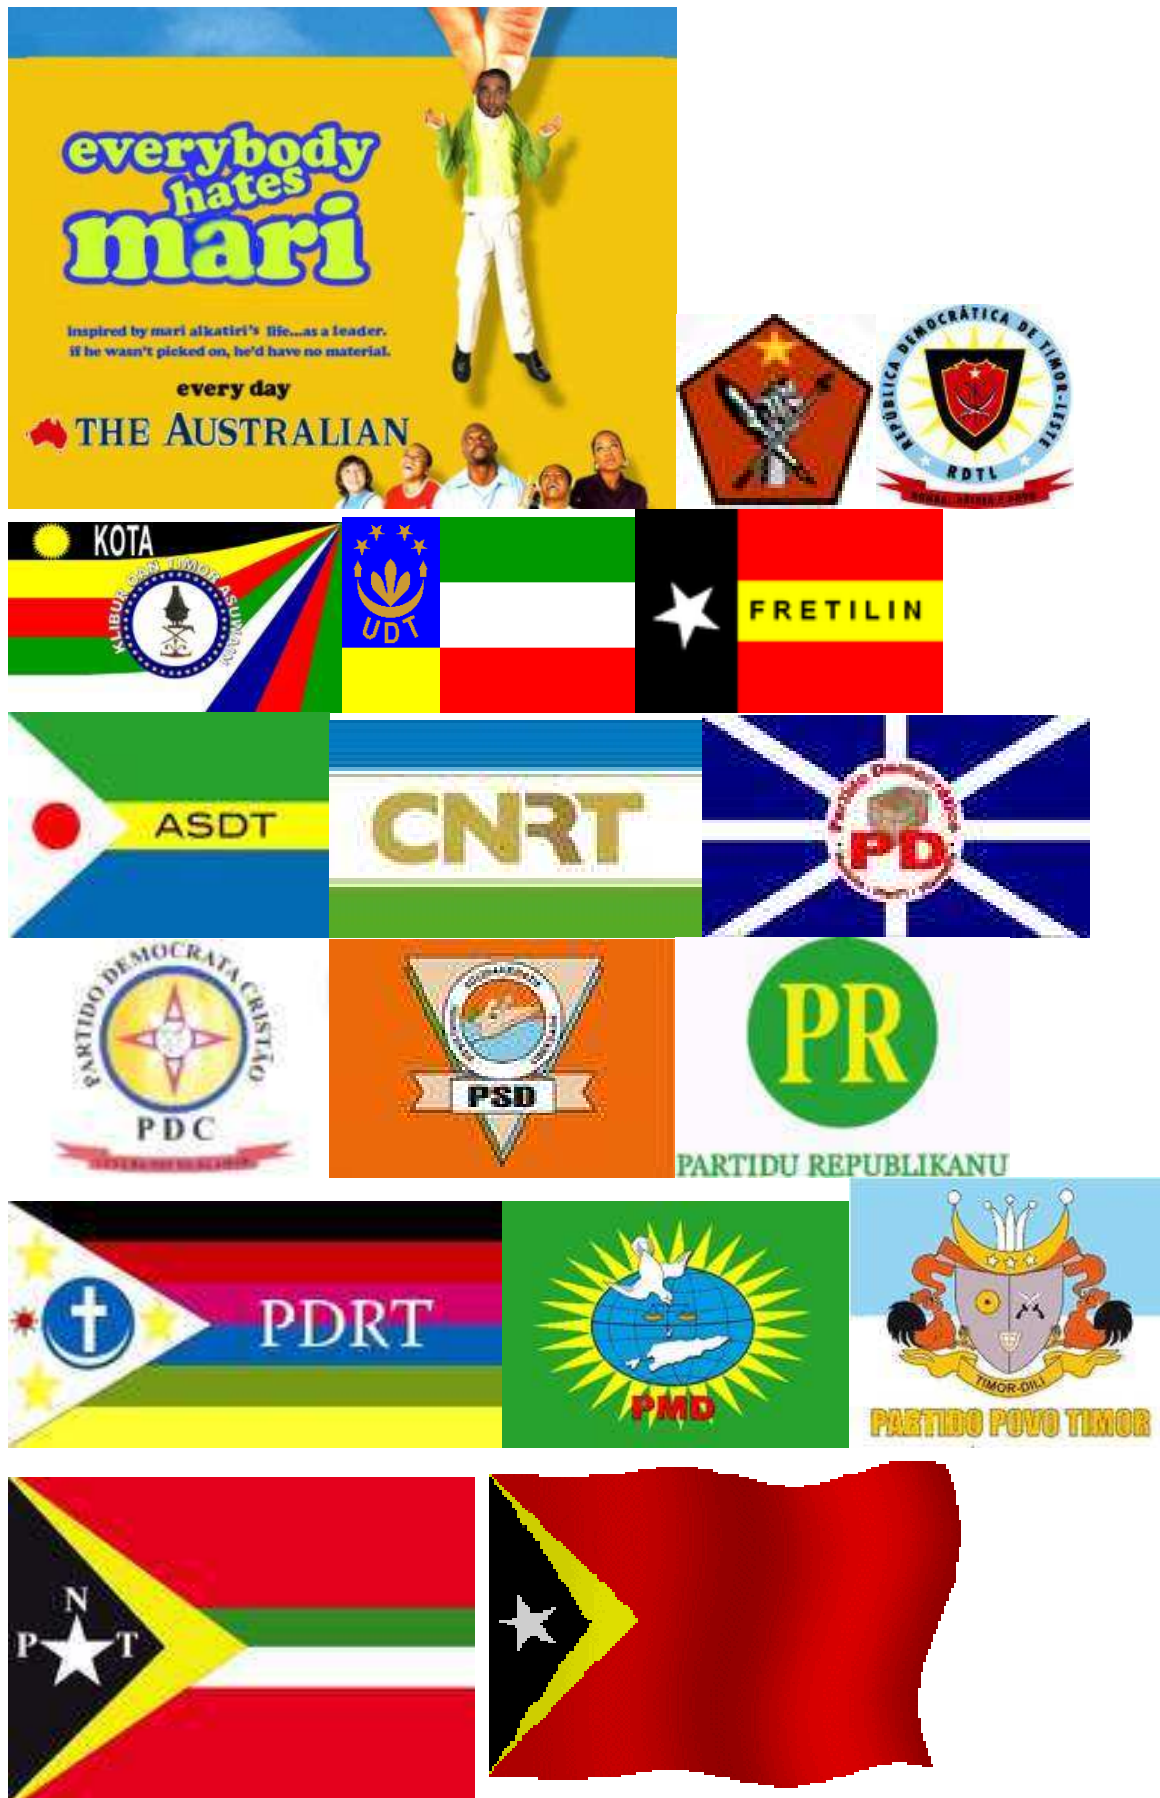 everybody
hates
mari
inspired by mari alkatiri's life...as a leader.
if he wasn't picked on, he'd have no material.
every day
THE AUSTRALIAN
REPÚBLICA DEMOCRÁTICA DE TIMOR-LESTE
RDTL
KOTA
KLIBUR OAN TIMOR ASUWAIN
UDT
FRETILIN
ASDT
CNRT
Partido Democrático
PD
PARTIDO DEMOCRATA CRISTÃO
PDC
PSD
PR
PARTIDU REPUBLIKANU
PDRT
PMD
TIMOR-DILI
PARTIDO POVO TIMOR
N
P T